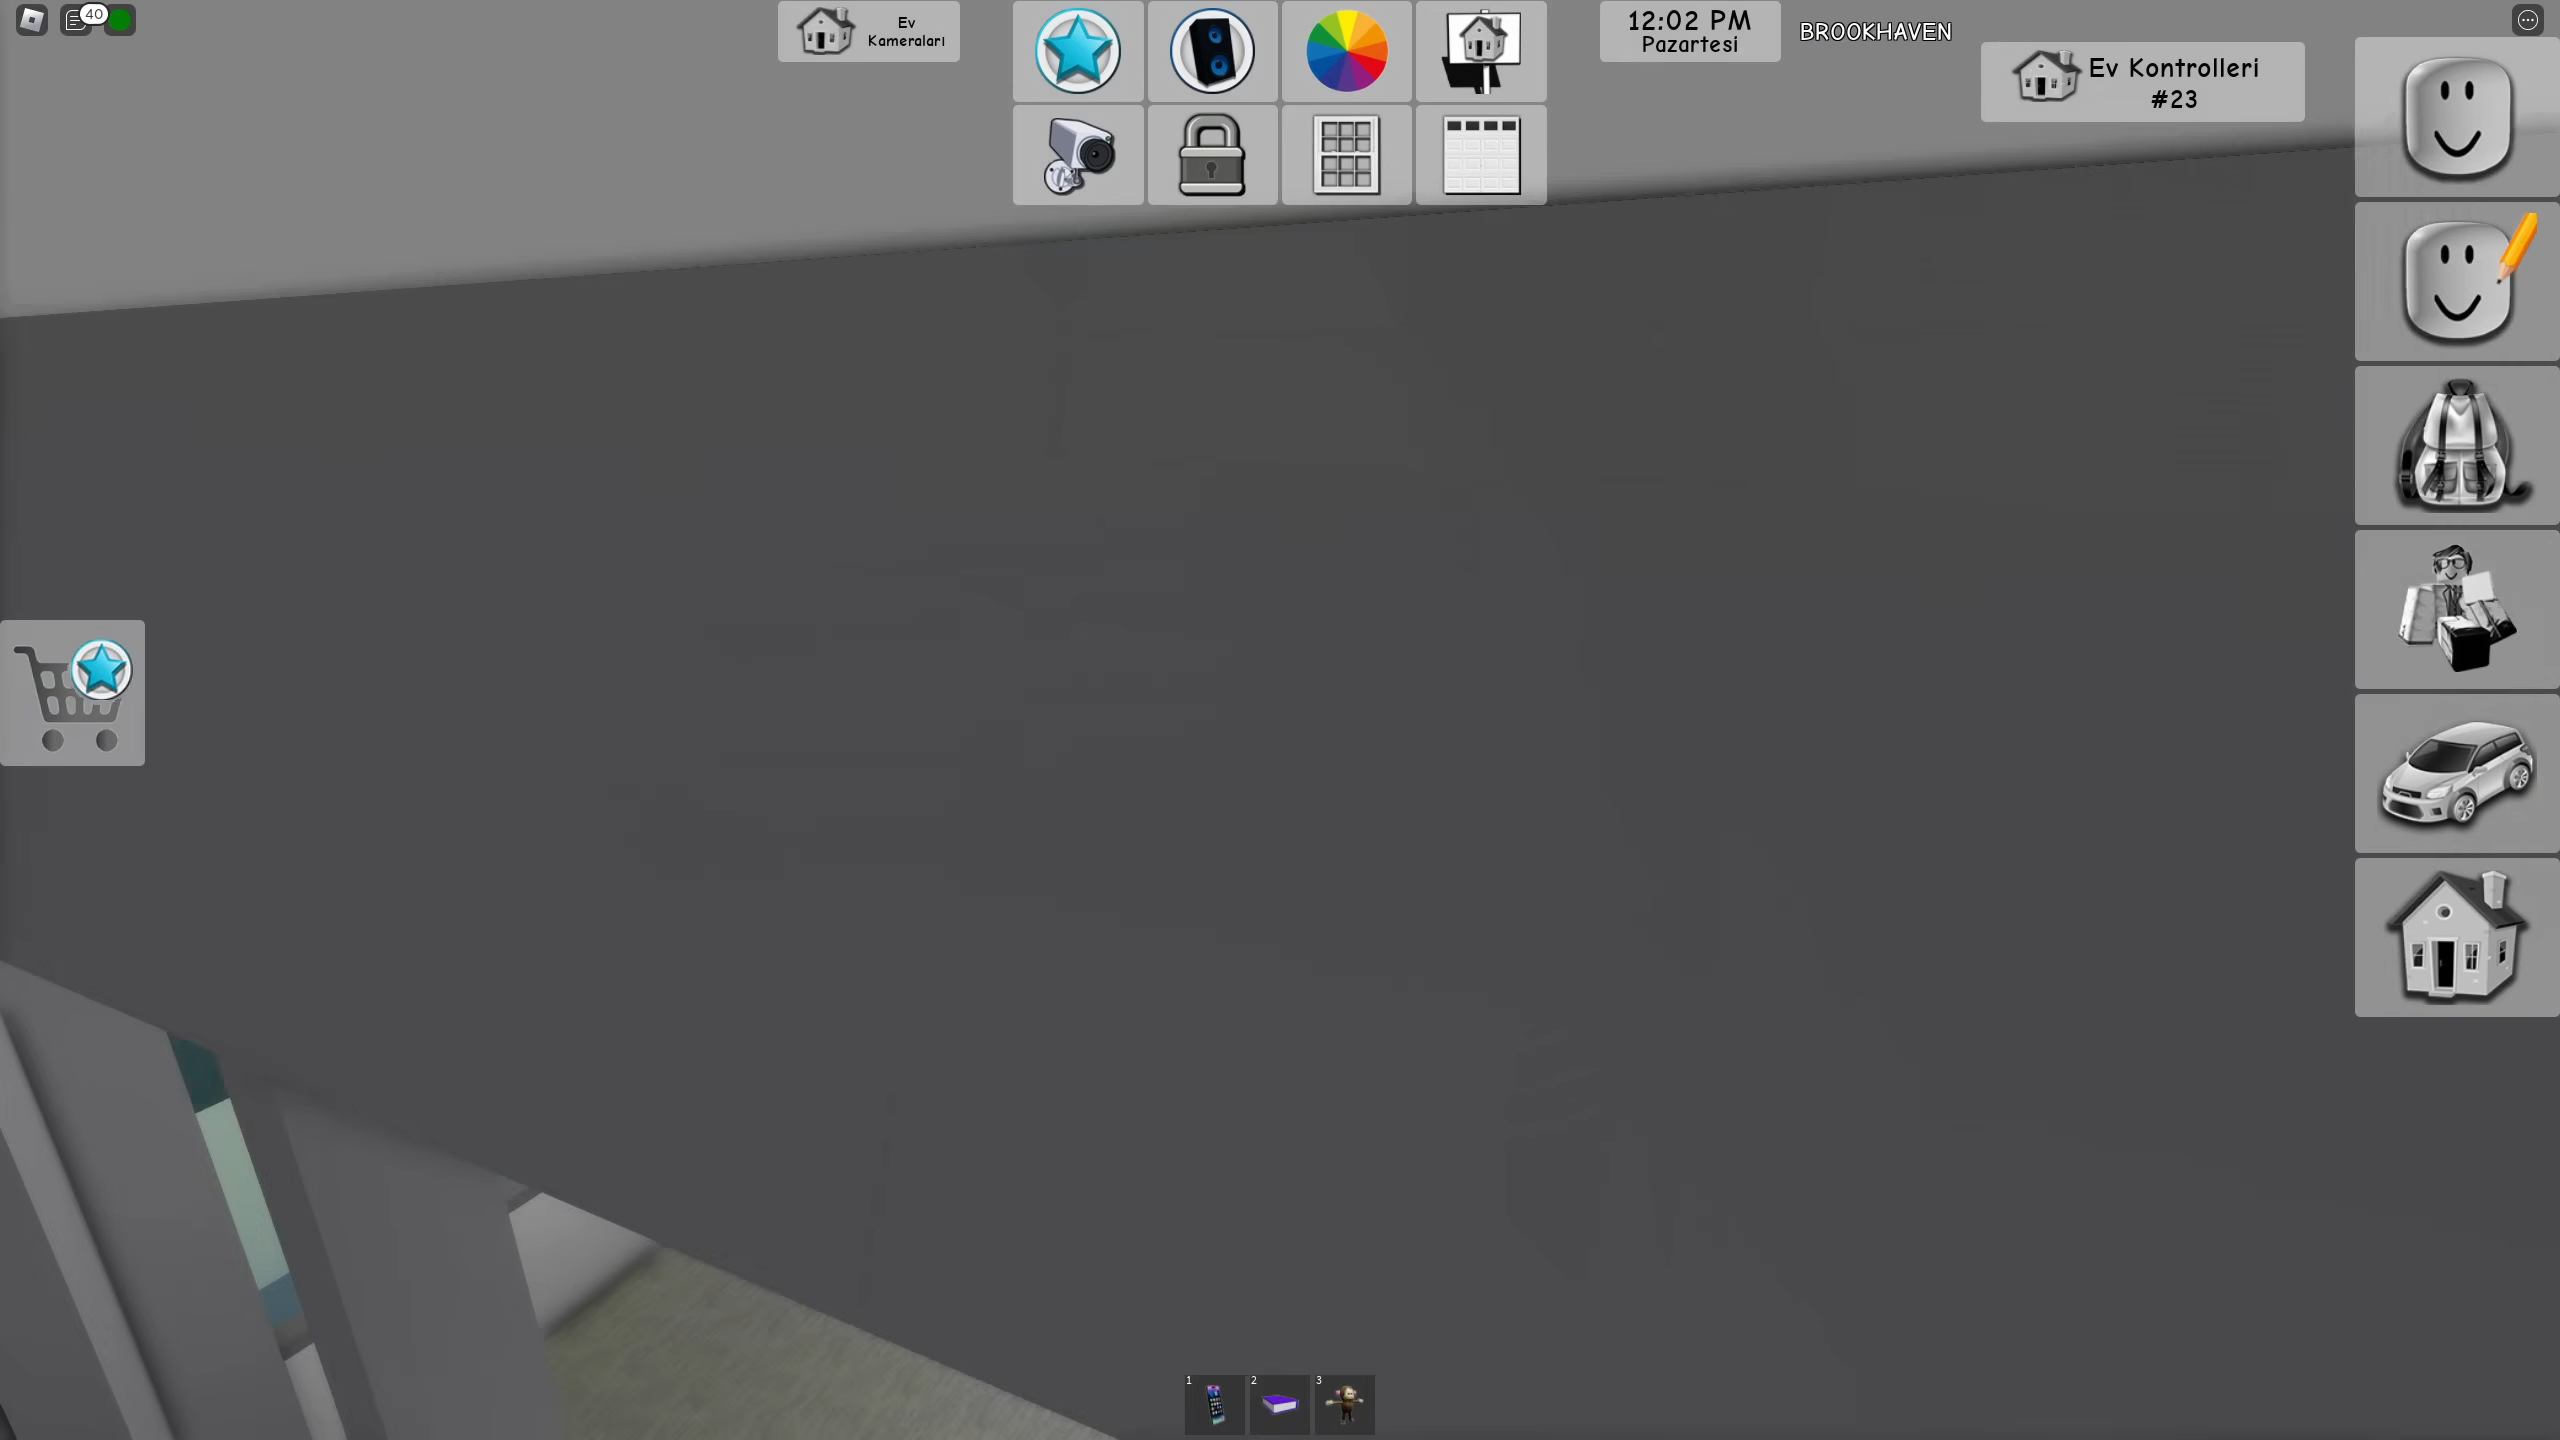 40
Ev
Kameraları
12:02 PM
Pazartesi
BROOKHAVEN
Ev Kontrolleri
#23
1
2
3